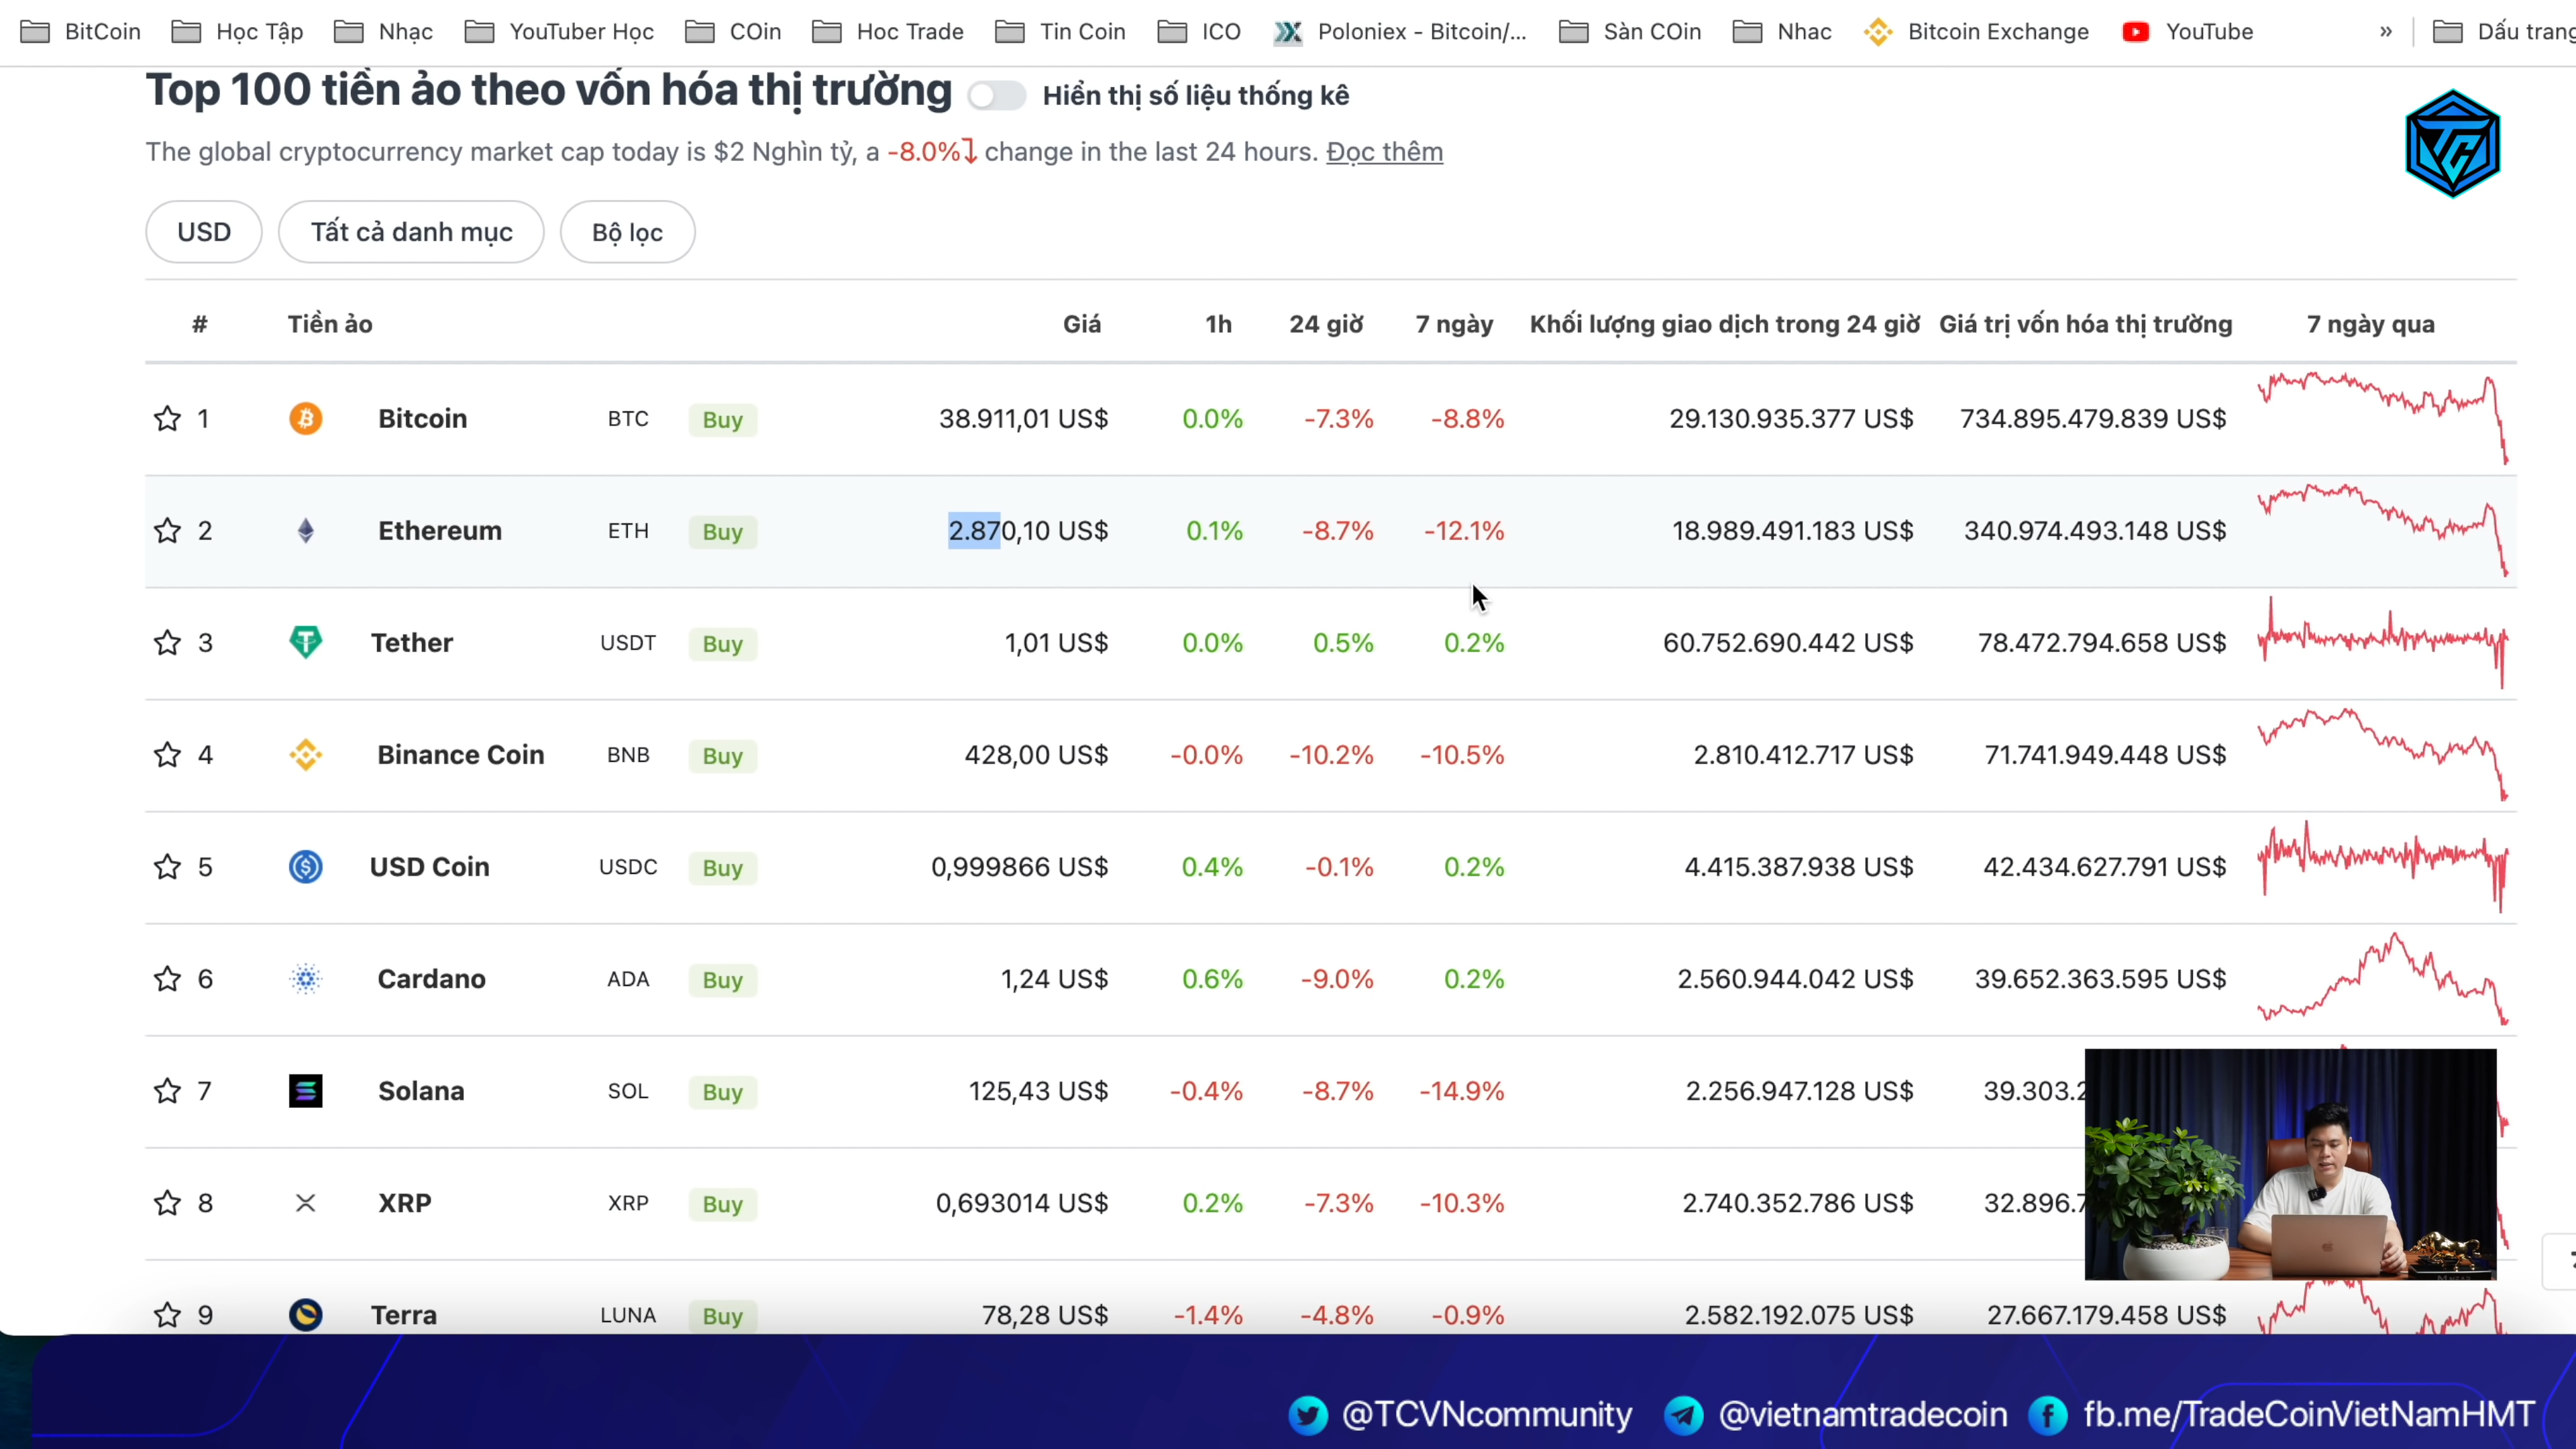 BitCoin Học Tập Nhạc YouTuber Học COin Hoc Trade Tin Coin ICO Poloniex - Bitcoin/... Sàn COin Nhac Bitcoin Exchange YouTube » Dấu trang
Top 100 tiền ảo theo vốn hóa thị trường Hiển thị số liệu thống kê
The global cryptocurrency market cap today is $2 Nghìn tỷ, a -8.0% change in the last 24 hours. Đọc thêm
USD Tất cả danh mục Bộ lọc
# Tiền ảo Giá 1h 24 giờ 7 ngày Khối lượng giao dịch trong 24 giờ Giá trị vốn hóa thị trường 7 ngày qua
1 Bitcoin BTC Buy 38.911,01 US$ 0.0% -7.3% -8.8% 29.130.935.377 US$ 734.895.479.839 US$
2 Ethereum ETH Buy 2.870,10 US$ 0.1% -8.7% -12.1% 18.989.491.183 US$ 340.974.493.148 US$
3 Tether USDT Buy 1,01 US$ 0.0% 0.5% 0.2% 60.752.690.442 US$ 78.472.794.658 US$
4 Binance Coin BNB Buy 428,00 US$ -0.0% -10.2% -10.5% 2.810.412.717 US$ 71.741.949.448 US$
5 USD Coin USDC Buy 0,999866 US$ 0.4% -0.1% 0.2% 4.415.387.938 US$ 42.434.627.791 US$
6 Cardano ADA Buy 1,24 US$ 0.6% -9.0% 0.2% 2.560.944.042 US$ 39.652.363.595 US$
7 Solana SOL Buy 125,43 US$ -0.4% -8.7% -14.9% 2.256.947.128 US$ 39.303.2
8 XRP XRP Buy 0,693014 US$ 0.2% -7.3% -10.3% 2.740.352.786 US$ 32.896.7
9 Terra LUNA Buy 78,28 US$ -1.4% -4.8% -0.9% 2.582.192.075 US$ 27.667.179.458 US$
@TCVNcommunity @vietnamtradecoin fb.me/TradeCoinVietNamHMT